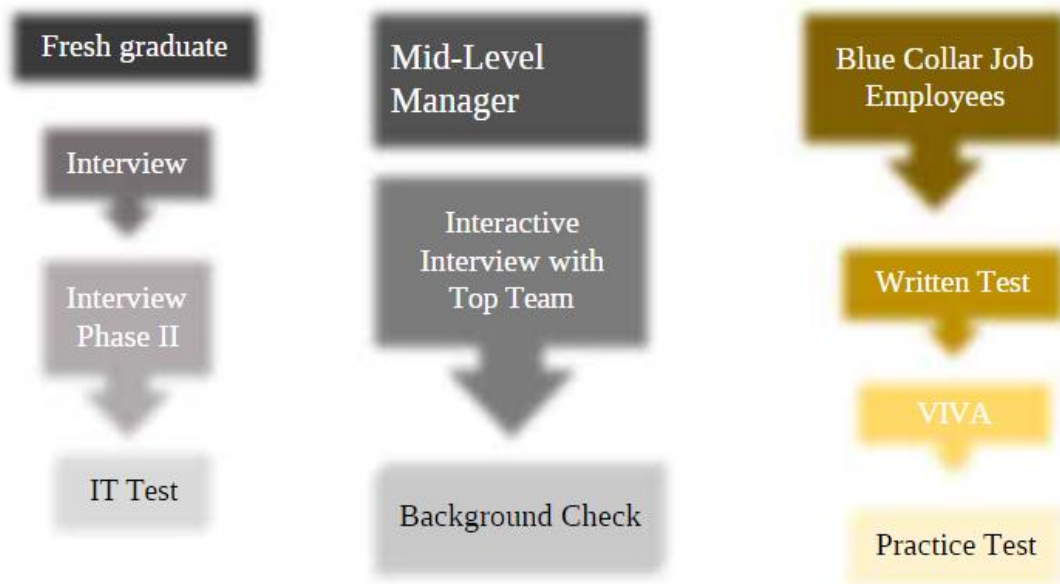 Fresh graduate
Interview
Interview
Phase II
IT Test
Mid-Level
Manager
Interactive
Interview with
Top Team
Background Check
Blue Collar Job
Employees
Written Test
VIVA
Practice Test